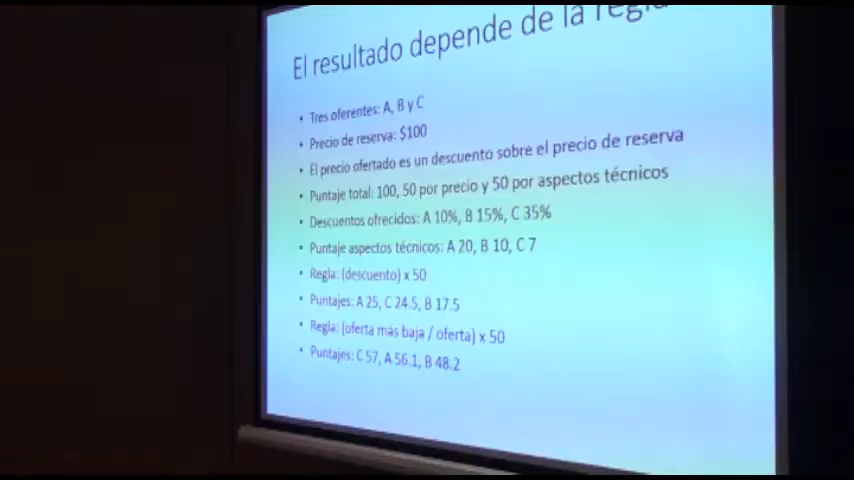 El resultado depende de la regla
• Tres oferentes: A, B y C
• Precio de reserva: $100
• El precio ofertado es un descuento sobre el precio de reserva
• Puntaje total: 100, 50 por precio y 50 por aspectos técnicos
• Descuentos ofrecidos: A 10%, B 15%, C 35%
• Puntaje aspectos técnicos: A 20, B 10, C 7
• Regla: (descuento) x 50
• Puntajes: A 25, C 24.5, B 17.5
• Regla: (oferta más baja / oferta) x 50
• Puntajes: C 57, A 56.1, B 48.2